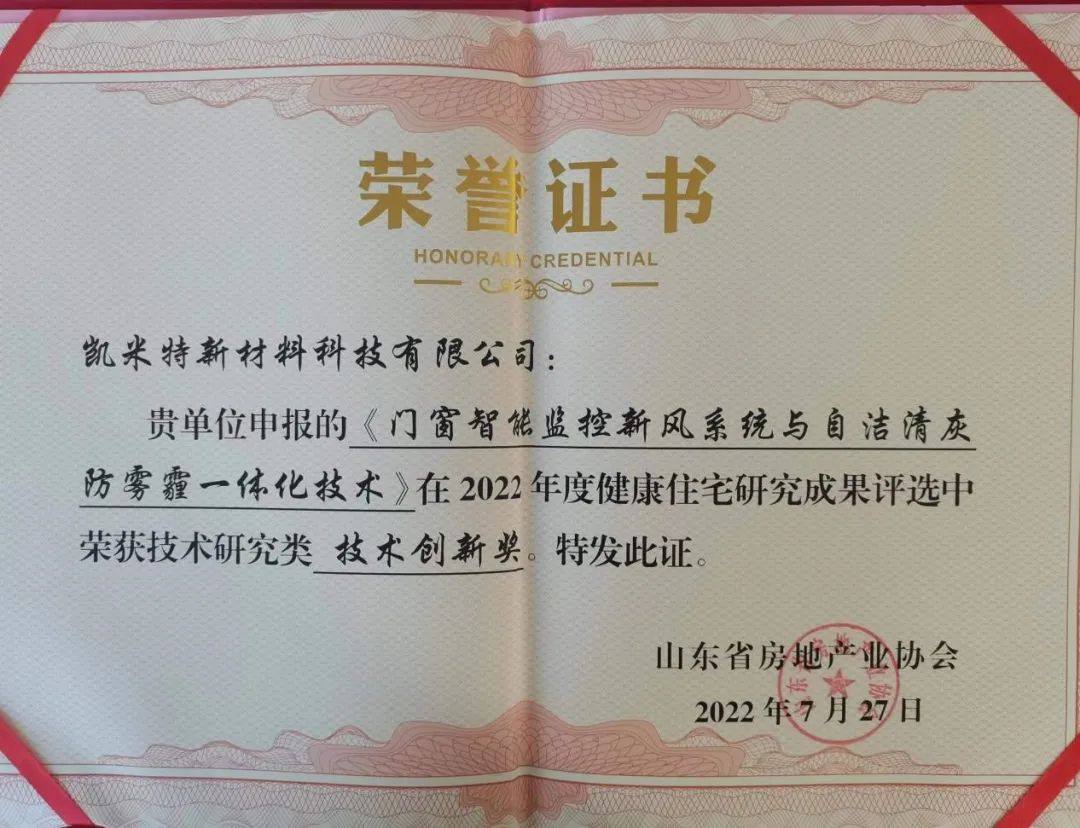 荣誉证书
HONORARY CREDENTIAL
凯米特新材料科技有限公司：
贵单位申报的《门窗智能监控新风系统与自洁清灰
防雾霾一体化技术》在2022年度健康住宅研究成果评选中
荣获技术研究类 技术创新奖。特发此证。
山东省房地产业协会
2022年7月27日